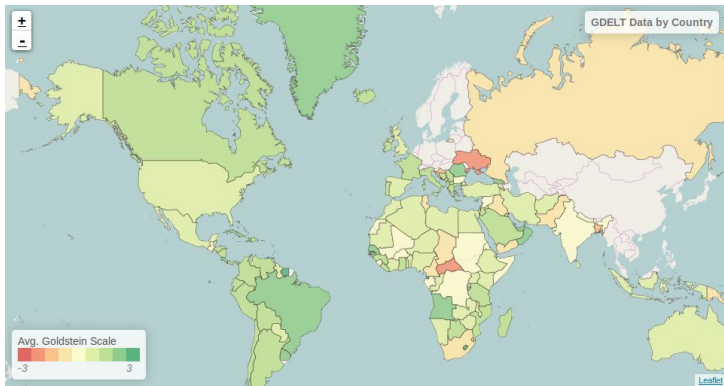 +
-
GDELT Data by Country
Avg. Goldstein Scale
-3 3
Leaflet